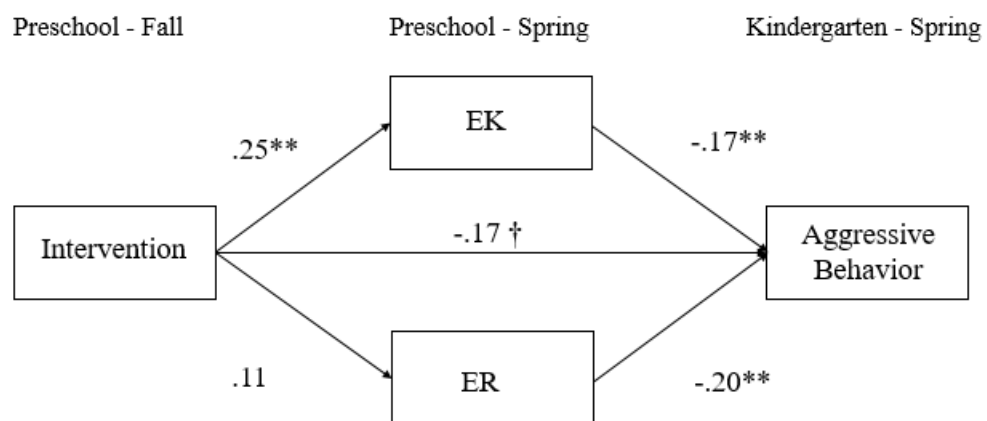 Preschool - Fall
Preschool - Spring
Kindergarten - Spring
EK
.25**
-.17**
Intervention
-.17 †
Aggressive
Behavior
.11
ER
-.20**